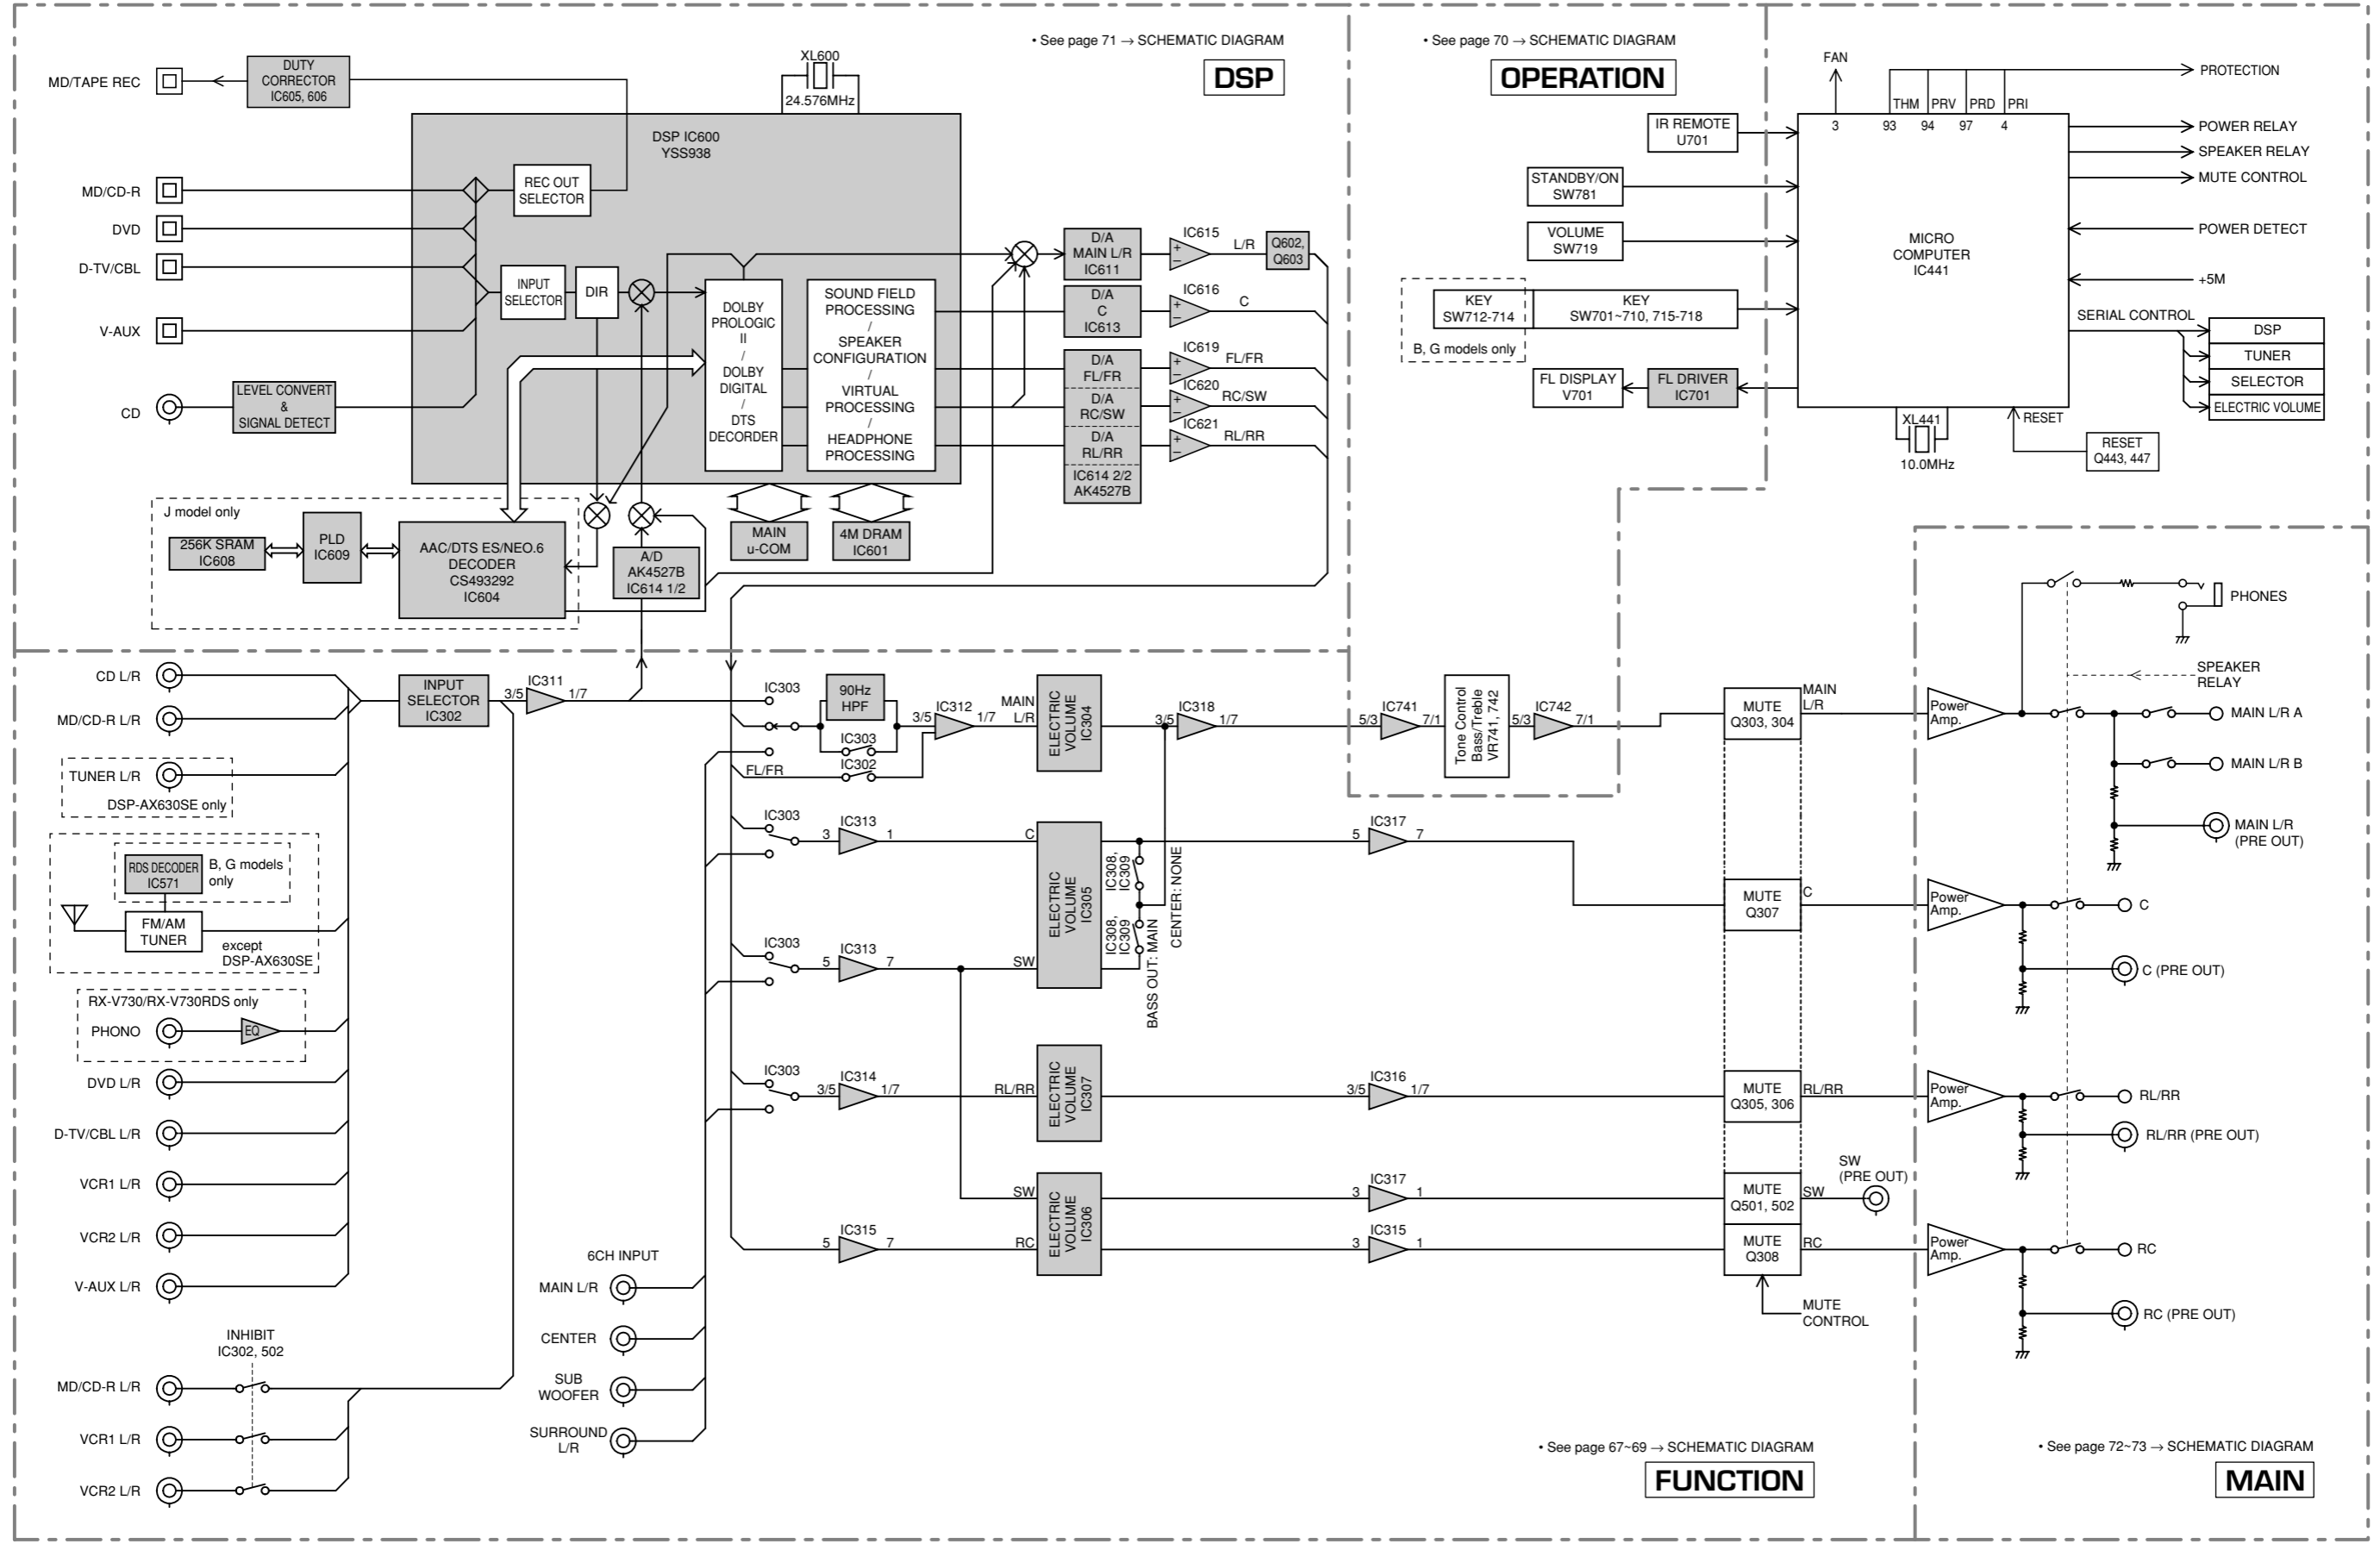 • See page 71 → SCHEMATIC DIAGRAM
DSP
MD/TAPE REC
DUTY
CORRECTOR
IC605, 606
XL600
24.576MHz
DSP IC600
YSS938
MD/CD-R
DVD
D-TV/CBL
V-AUX
CD
LEVEL CONVERT
&
SIGNAL DETECT
REC OUT
SELECTOR
INPUT
SELECTOR
DIR
DOLBY
PROLOGIC
II
/
DOLBY
DIGITAL
/
DTS
DECORDER
SOUND FIELD
PROCESSING
/
SPEAKER
CONFIGURATION
/
VIRTUAL
PROCESSING
/
HEADPHONE
PROCESSING
D/A
MAIN L/R
IC611
IC615
L/R
Q602,
Q603
D/A
C
IC613
IC616
C
D/A
FL/FR
IC619
FL/FR
D/A
RC/SW
IC620
RC/SW
D/A
RL/RR
IC621
RL/RR
IC614 2/2
AK4527B
J model only
256K SRAM
IC608
PLD
IC609
AAC/DTS ES/NEO.6
DECODER
CS493292
IC604
A/D
AK4527B
IC614 1/2
MAIN
u-COM
4M DRAM
IC601
• See page 70 → SCHEMATIC DIAGRAM
OPERATION
IR REMOTE
U701
STANDBY/ON
SW781
VOLUME
SW719
KEY
SW712-714
KEY
SW701~710, 715-718
B, G models only
FL DISPLAY
V701
FL DRIVER
IC701
FAN
THM
PRV
PRD
PRI
3
93
94
97
4
MICRO
COMPUTER
IC441
PROTECTION
POWER RELAY
SPEAKER RELAY
MUTE CONTROL
POWER DETECT
+5M
SERIAL CONTROL
DSP
TUNER
SELECTOR
ELECTRIC VOLUME
XL441
10.0MHz
RESET
RESET
Q443, 447
CD L/R
MD/CD-R L/R
TUNER L/R
DSP-AX630SE only
RDS DECODER
IC571
B, G models
only
FM/AM
TUNER
except
DSP-AX630SE
RX-V730/RX-V730RDS only
PHONO
EQ
DVD L/R
D-TV/CBL L/R
VCR1 L/R
VCR2 L/R
V-AUX L/R
INHIBIT
IC302, 502
MD/CD-R L/R
VCR1 L/R
VCR2 L/R
INPUT
SELECTOR
IC302
3/5
IC311
1/7
6CH INPUT
MAIN L/R
CENTER
SUB
WOOFER
SURROUND
L/R
IC303
90Hz
HPF
IC303
IC302
FL/FR
3/5
IC312
1/7
MAIN
L/R
ELECTRIC
VOLUME
IC304
3/5
IC318
1/7
5/3
IC741
7/1
Tone Control
Bass/Treble
VR741, 742
5/3
IC742
7/1
IC303
3
IC313
1
C
ELECTRIC
VOLUME
IC305
IC308,
IC309
IC308,
IC309
BASS OUT: MAIN
CENTER: NONE
5
IC317
7
IC303
5
IC313
7
SW
IC303
3/5
IC314
1/7
RL/RR
ELECTRIC
VOLUME
IC307
3/5
IC316
1/7
SW
ELECTRIC
VOLUME
IC306
3
IC317
1
5
IC315
7
RC
3
IC315
1
MUTE
Q303, 304
MAIN
L/R
MUTE
Q307
C
MUTE
Q305, 306
RL/RR
MUTE
Q501, 502
SW
SW
(PRE OUT)
MUTE
Q308
RC
MUTE
CONTROL
• See page 67~69 → SCHEMATIC DIAGRAM
FUNCTION
PHONES
SPEAKER
RELAY
Power
Amp.
MAIN L/R A
MAIN L/R B
MAIN L/R
(PRE OUT)
Power
Amp.
C
C (PRE OUT)
Power
Amp.
RL/RR
RL/RR (PRE OUT)
Power
Amp.
RC
RC (PRE OUT)
• See page 72~73 → SCHEMATIC DIAGRAM
MAIN